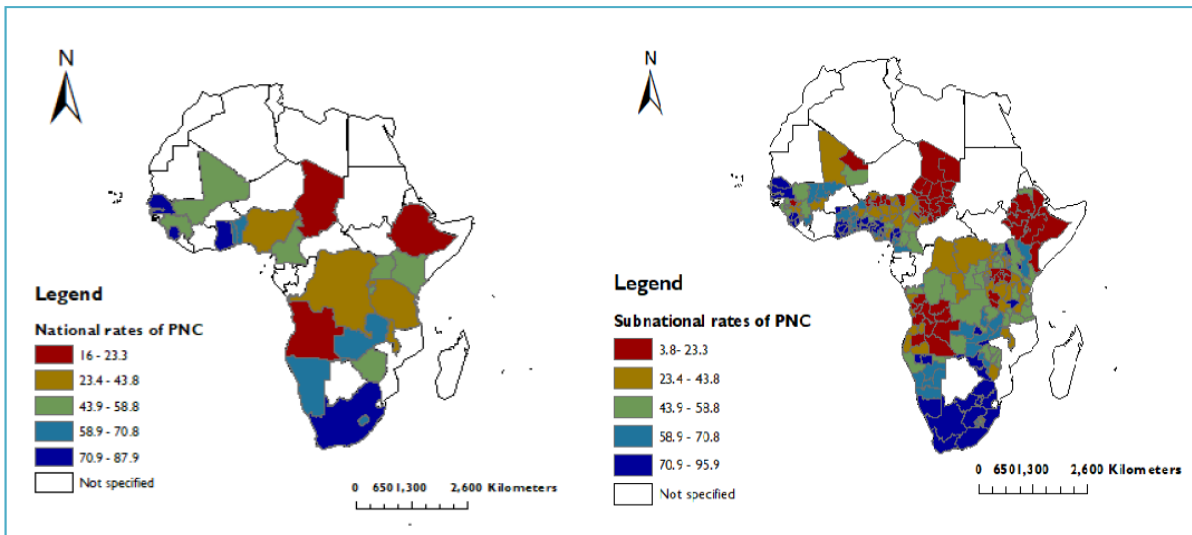 N
Legend
National rates of PNC
16 - 23.3
23.4 - 43.8
43.9 - 58.8
58.9 - 70.8
70.9 - 87.9
Not specified
0 6501,300 2,600 Kilometers
N
Legend
Subnational rates of PNC
3.8- 23.3
23.4 - 43.8
43.9 - 58.8
58.9 - 70.8
70.9 - 95.9
Not specified
0 6501,300 2,600 Kilometers